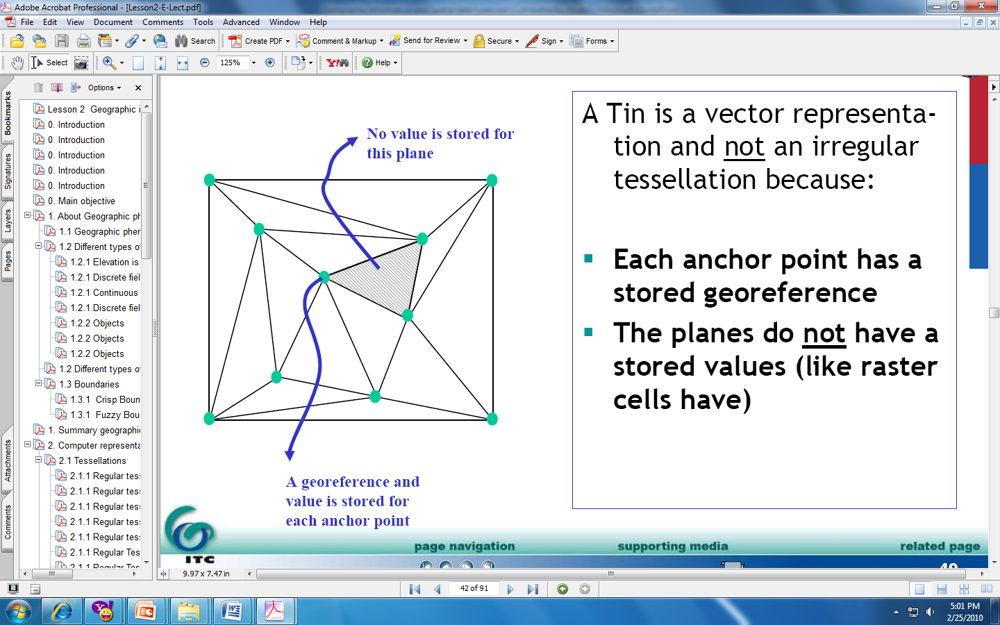 Adobe Acrobat Professional - [Lesson2-E-Lect.pdf]
File Edit View Document Comments Tools Advanced Window Help
Search Create PDF Comment & Markup Send for Review Secure Sign Forms
Select 125% Y! Help
Options
Bookmarks
Signatures
Layers
Pages
Attachments
Comments
Lesson 2 Geographic i
0. Introduction
0. Introduction
0. Introduction
0. Introduction
0. Introduction
0. Main objective
1. About Geographic ph
1.1 Geographic pher
1.2 Different types of
1.2.1 Elevation is
1.2.1 Discrete fiel
1.2.1 Continuous
1.2.1.Discrete fiel
1.2.2 Objects
1.2.2 Objects
1.2.2 Objects
1.2 Different types of
1.3 Boundaries
1.3.1 Crisp Boun
1.3.1 Fuzzy Bou
1. Summary geographic
2. Computer representa
2.1 Tessellations
2.1.1 Regular tess
2.1.1 Regular tess
2.1.1 Regular tess
2.1.1 Regular tess
2.1.1 Regular tess
2.1.1 Regular Tes
2.1.1 Regular Tes
No value is stored for
this plane
A georeference and
value is stored for
each anchor point
A Tin is a vector representa-
tion and not an irregular
tessellation because:
Each anchor point has a
stored georeference
The planes do not have a
stored values (like raster
cells have)
ITC
page navigation supporting media related page
9.97 x 7.47 in
42 of 91
5:01 PM
2/25/2010